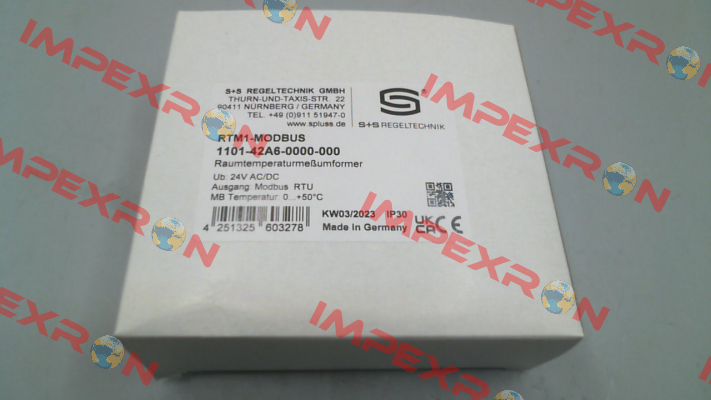 S+S REGELTECHNIK GMBH
THURN-UND-TAXIS-STR. 22
90411 NÜRNBERG / GERMANY
TEL. +49 (0)911 51947-0
www.spluss.de
S+S REGELTECHNIK
RTM1-MODBUS
1101-42A6-0000-000
Raumtemperaturmeßumformer
Ub: 24V AC/DC
Ausgang: Modbus RTU
MB Temperatur: 0...+50°C
KW03/2023 IP30
Made in Germany
UK CA CE
4 251325 603278
IMPEXRON
IMPEXRON
IMPEXRON
IMPEXRON
IMPEXRON
IMPEXRON